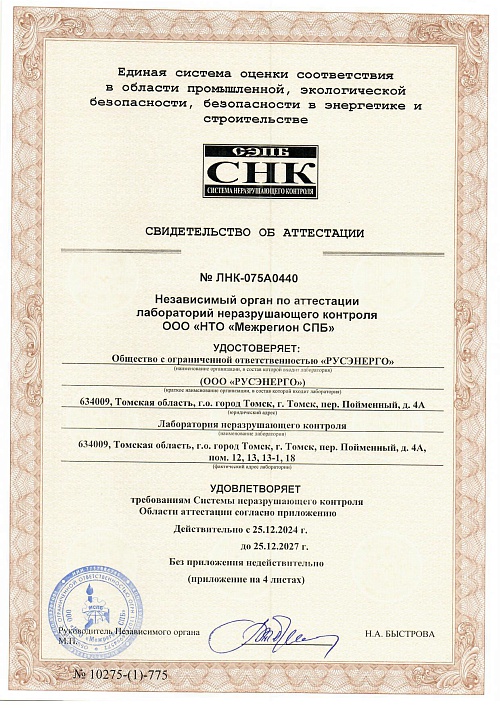 Единая система оценки соответствия
в области промышленной, экологической
безопасности, безопасности в энергетике и
строительстве
СЭПБ
СНК
СИСТЕМА НЕРАЗРУШАЮЩЕГО КОНТРОЛЯ
СВИДЕТЕЛЬСТВО ОБ АТТЕСТАЦИИ
№ ЛНК-075А0440
Независимый орган по аттестации
лабораторий неразрушающего контроля
ООО «НТО «Межрегион СПБ»
УДОСТОВЕРЯЕТ:
Общество с ограниченной ответственностью «РУСЭНЕРГО»
(наименование организации, в состав которой входит лаборатория)
(ООО «РУСЭНЕРГО»)
(краткое наименование организации, в состав которой входит лаборатория)
634009, Томская область, г.о. город Томск, г. Томск, пер. Пойменный, д. 4А
(юридический адрес)
Лаборатория неразрушающего контроля
(наименование лаборатории)
634009, Томская область, г.о. город Томск, г. Томск, пер. Пойменный, д. 4А,
пом. 12, 13, 13-1, 18
(фактический адрес лаборатории)
УДОВЛЕТВОРЯЕТ
требованиям Системы неразрушающего контроля
Области аттестации согласно приложению
Действительно с 25.12.2024 г.
до 25.12.2027 г.
Без приложения недействительно
(приложение на 4 листах)
Руководитель Независимого органа
М.П.
Н.А. БЫСТРОВА
«Межрегион СПБ»
№ 10275-(1)-775